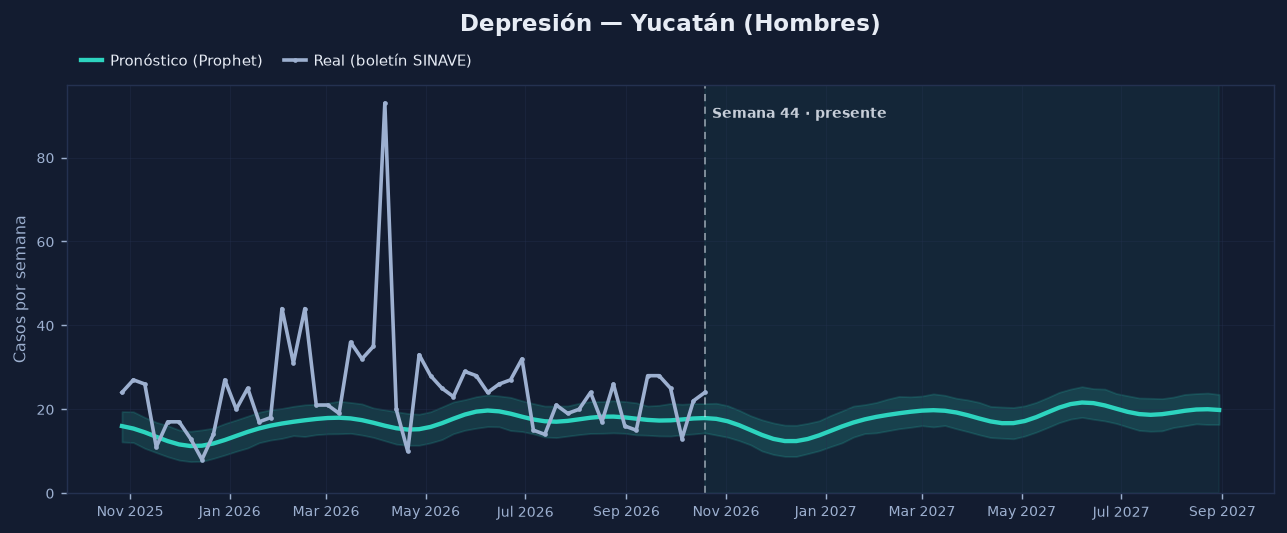 Depresión — Yucatán (Hombres)
Pronóstico (Prophet)
Real (boletín SINAVE)
Semana 44 · presente
Casos por semana
80
60
40
20
0
Nov 2025
Jan 2026
Mar 2026
May 2026
Jul 2026
Sep 2026
Nov 2026
Jan 2027
Mar 2027
May 2027
Jul 2027
Sep 2027